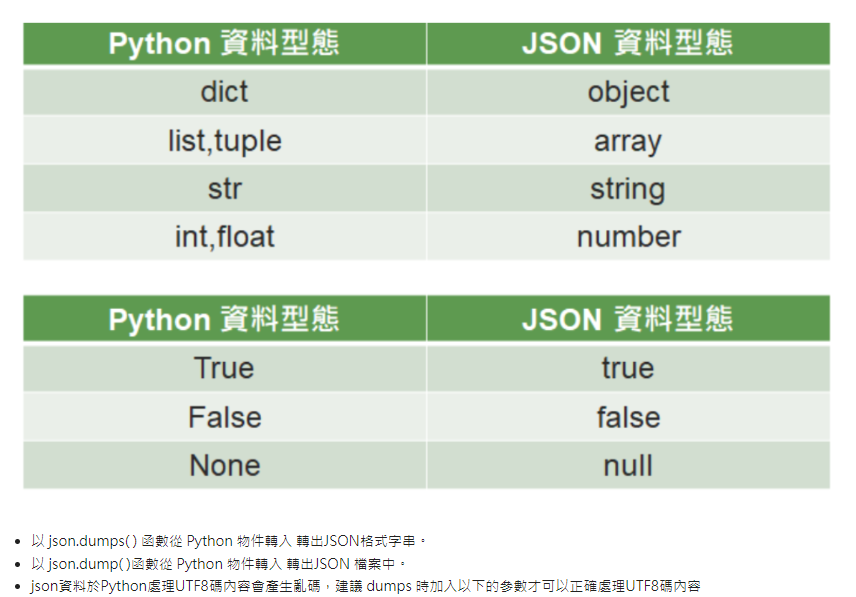 Python 資料型態 JSON 資料型態
dict object
list,tuple array
str string
int,float number
Python 資料型態 JSON 資料型態
True true
False false
None null
以 json.dumps( ) 函數從 Python 物件轉入 轉出JSON格式字串。
以 json.dump( )函數從 Python 物件轉入 轉出JSON 檔案中。
json資料於Python處理UTF8碼內容會產生亂碼，建議 dumps 時加入以下的參數才可以正確處理UTF8碼內容